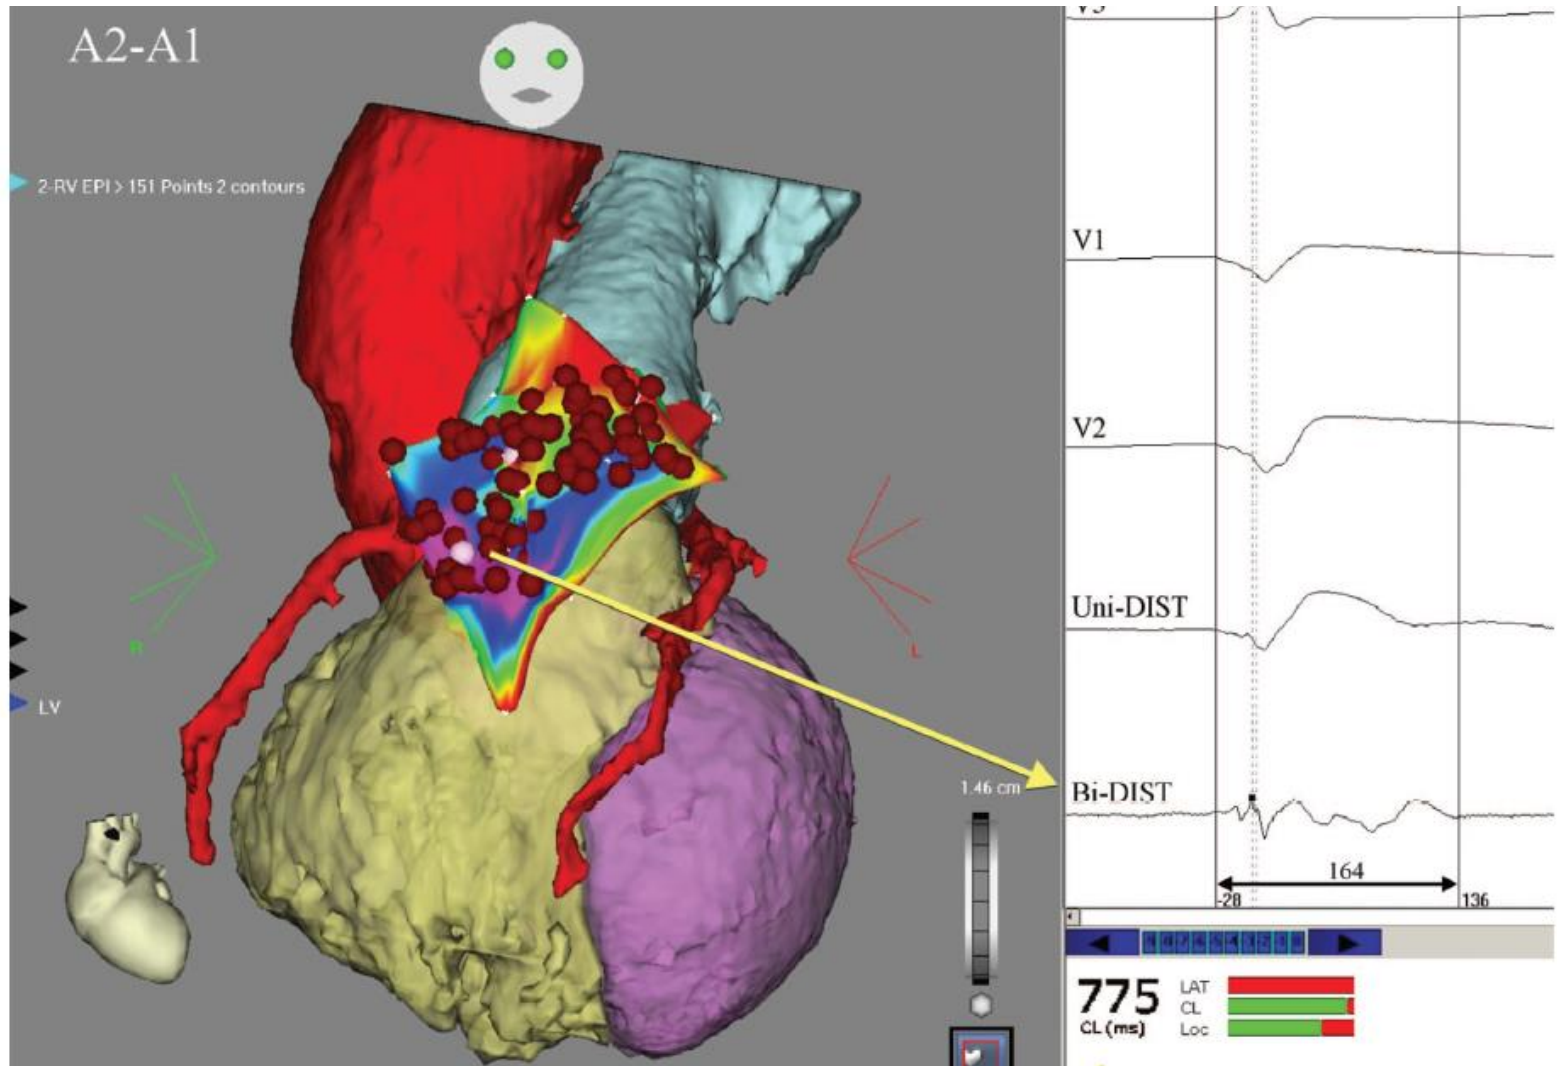 A2-A1
2-RV EPI > 151 Points 2 contours
R
L
LV
1.46 cm
V1
V2
Uni-DIST
Bi-DIST
164
-28
136
775
CL (ms)
LAT
CL
Loc